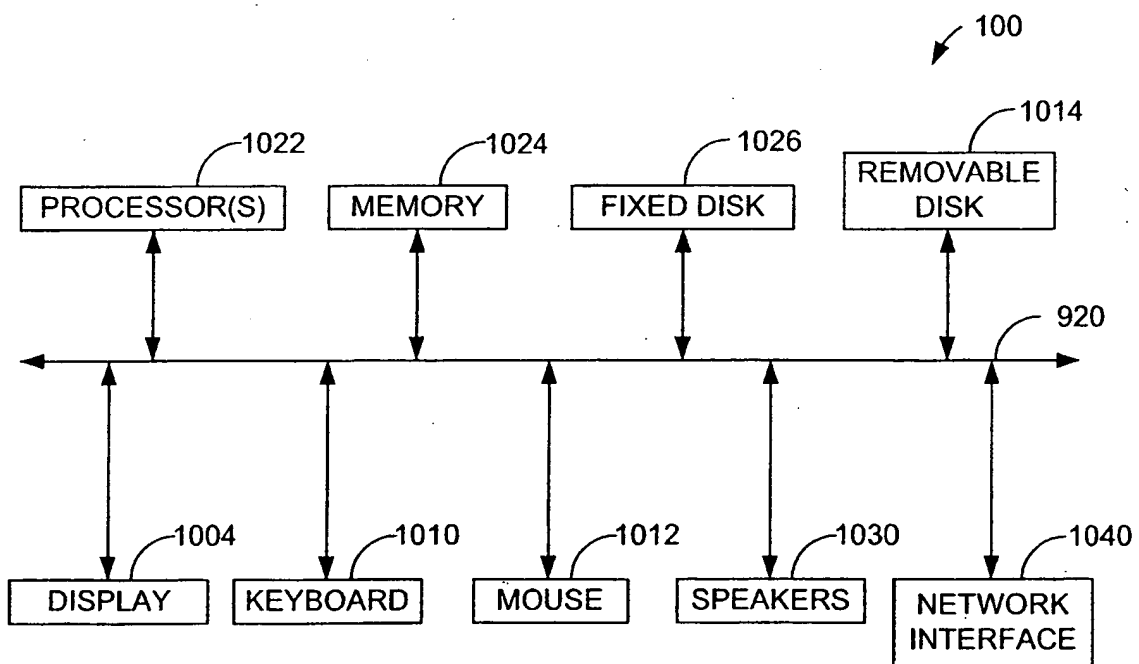 100
1022
1024
1026
1014
PROCESSOR(S)
MEMORY
FIXED DISK
REMOVABLE
DISK
920
1004
1010
1012
1030
1040
DISPLAY
KEYBOARD
MOUSE
SPEAKERS
NETWORK
INTERFACE